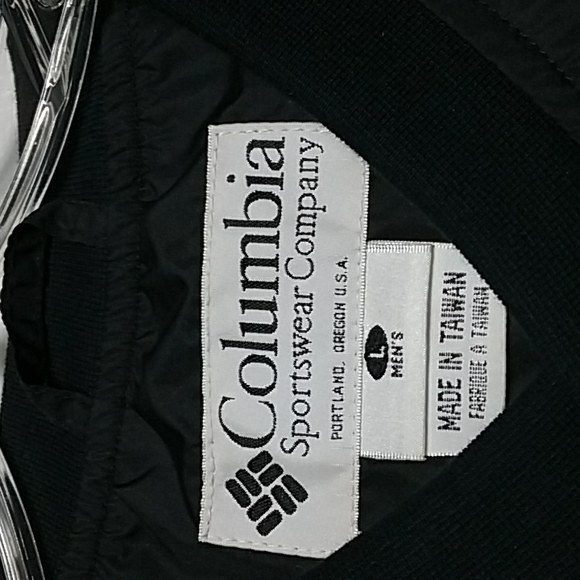 Columbia
Sportswear Company
PORTLAND, OREGON U.S.A.
L
MEN'S
MADE IN TAIWAN
FABRIQUE A TAIWAN